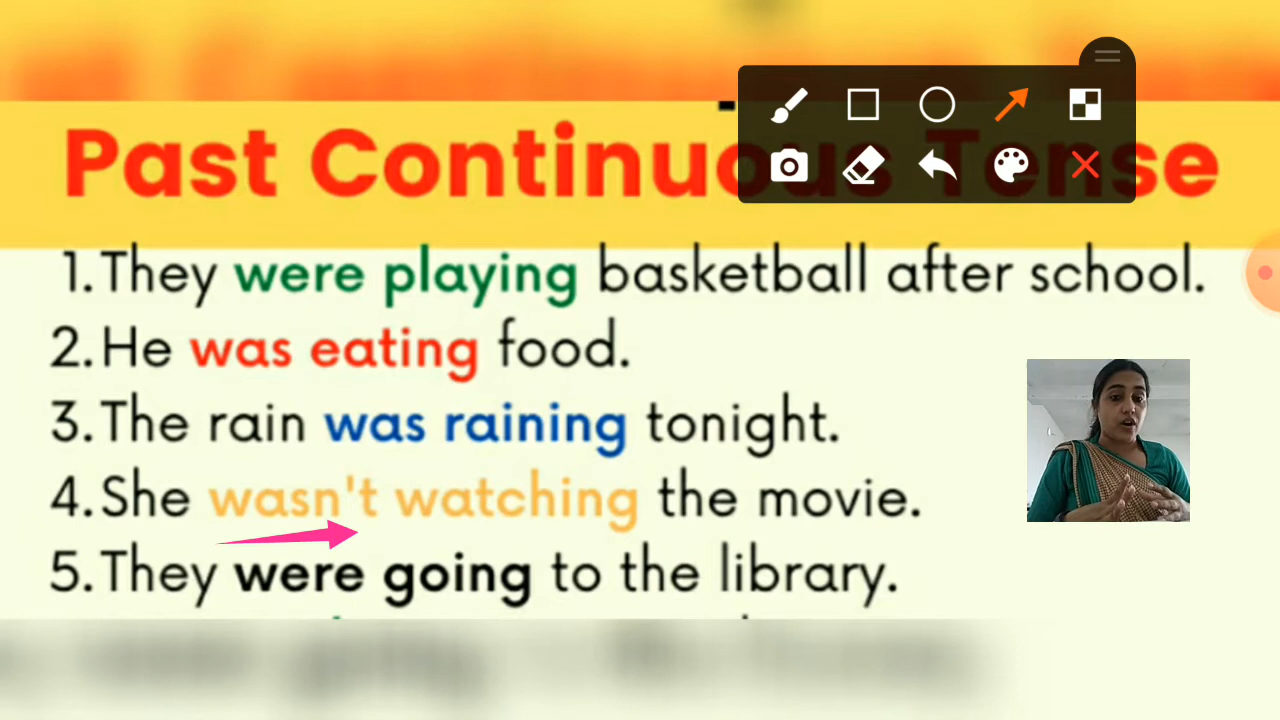 Past Continuous Tense
1.They were playing basketball after school.
2.He was eating food.
3.The rain was raining tonight.
4.She wasn't watching the movie.
5.They were going to the library.